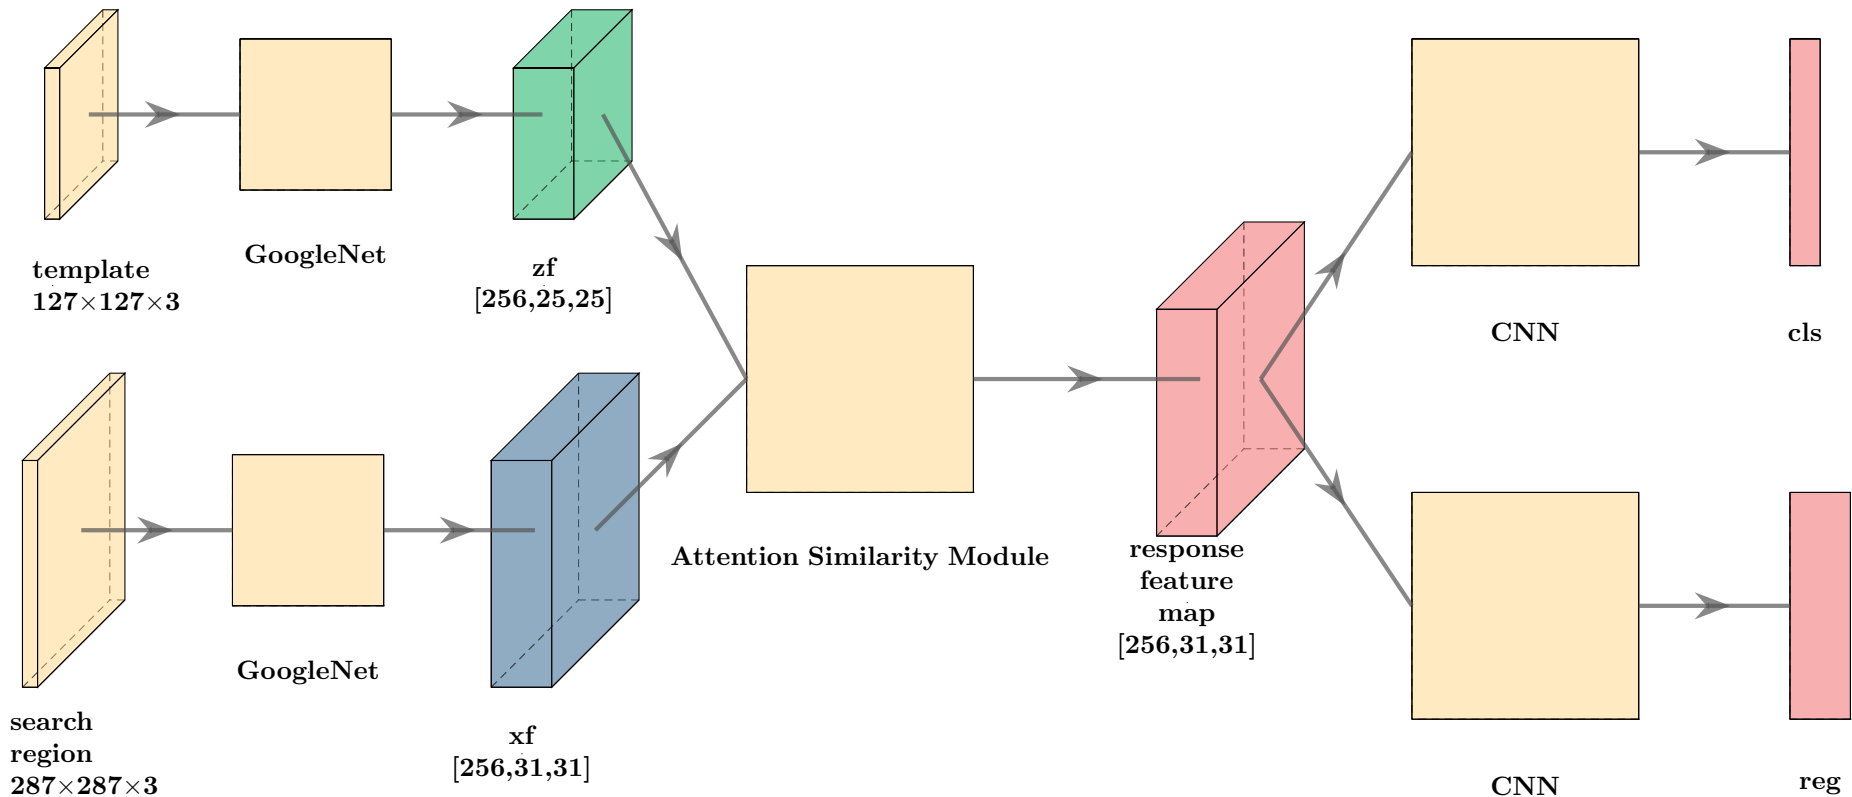 template
127×127×3
GoogleNet
zf
[256,25,25]
search
region
287×287×3
GoogleNet
xf
[256,31,31]
Attention Similarity Module
response
feature
map
[256,31,31]
CNN
cls
CNN
reg